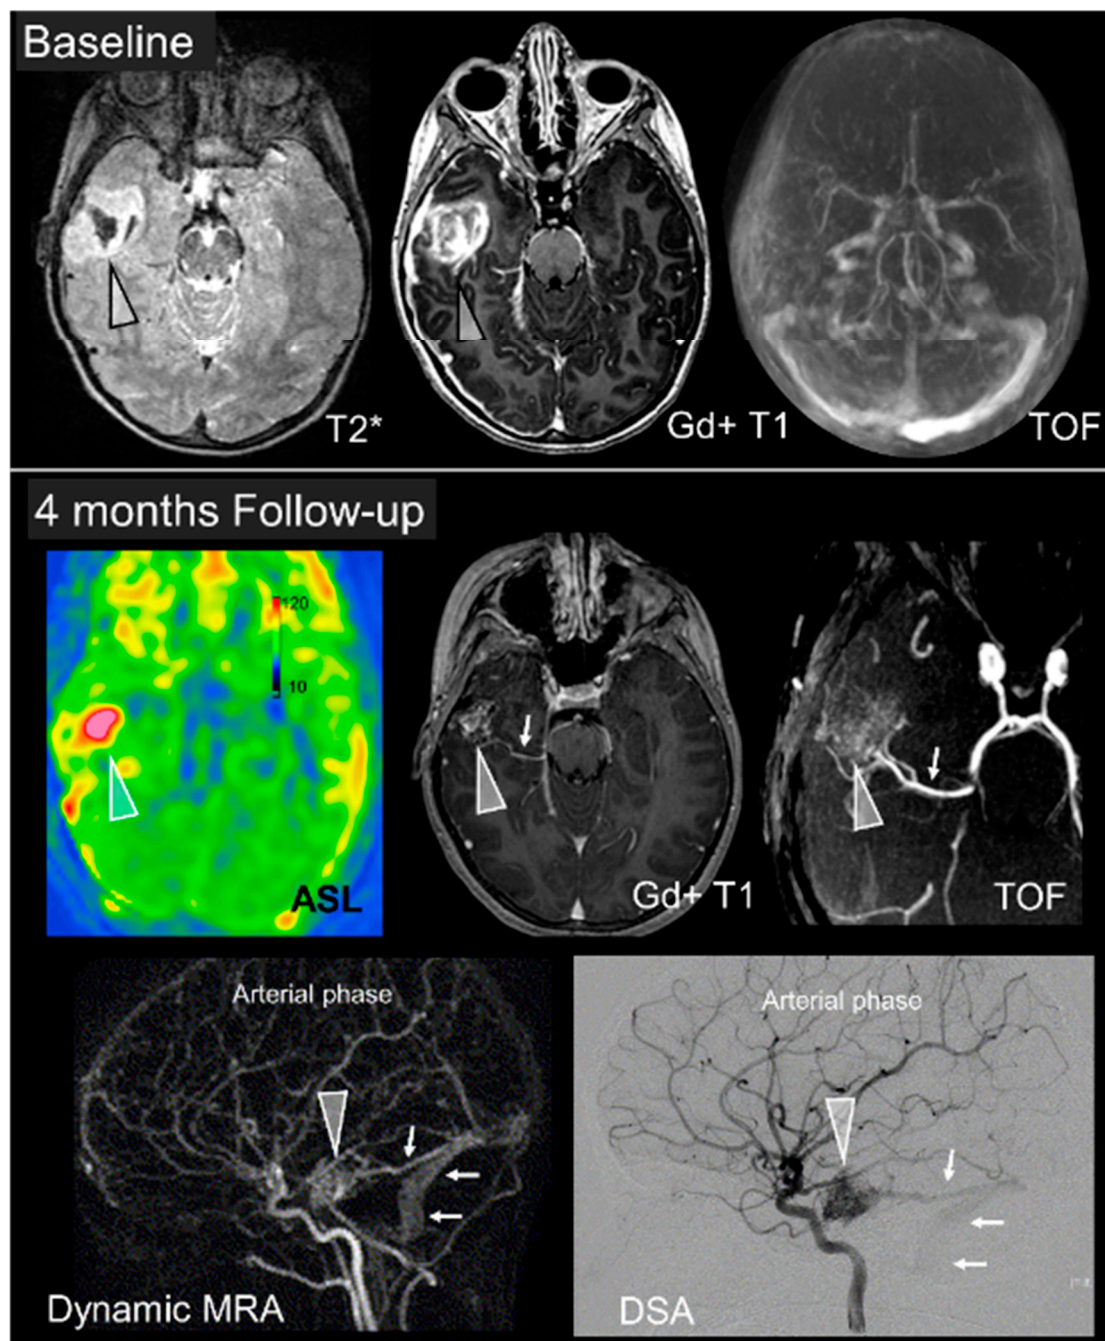 Baseline
T2*
Gd+ T1
TOF
4 months Follow-up
120
10
ASL
Gd+ T1
TOF
Arterial phase
Arterial phase
Dynamic MRA
DSA